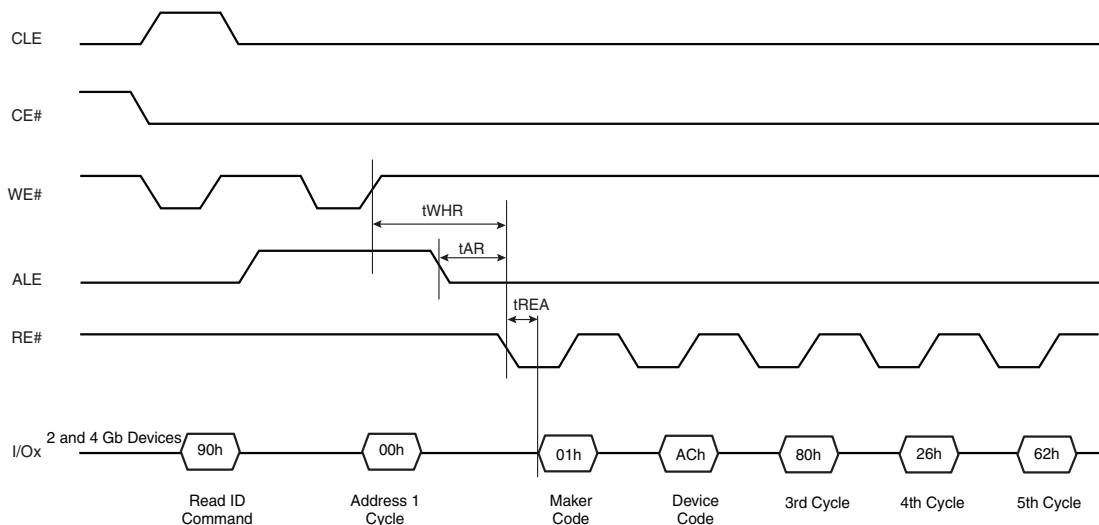 CLE
CE#
WE#
tWHR
tAR
ALE
tREA
RE#
2 and 4 Gb Devices
I/Ox
90h
00h
01h
ACh
80h
26h
62h
Read ID
Command
Address 1
Cycle
Maker
Code
Device
Code
3rd Cycle
4th Cycle
5th Cycle